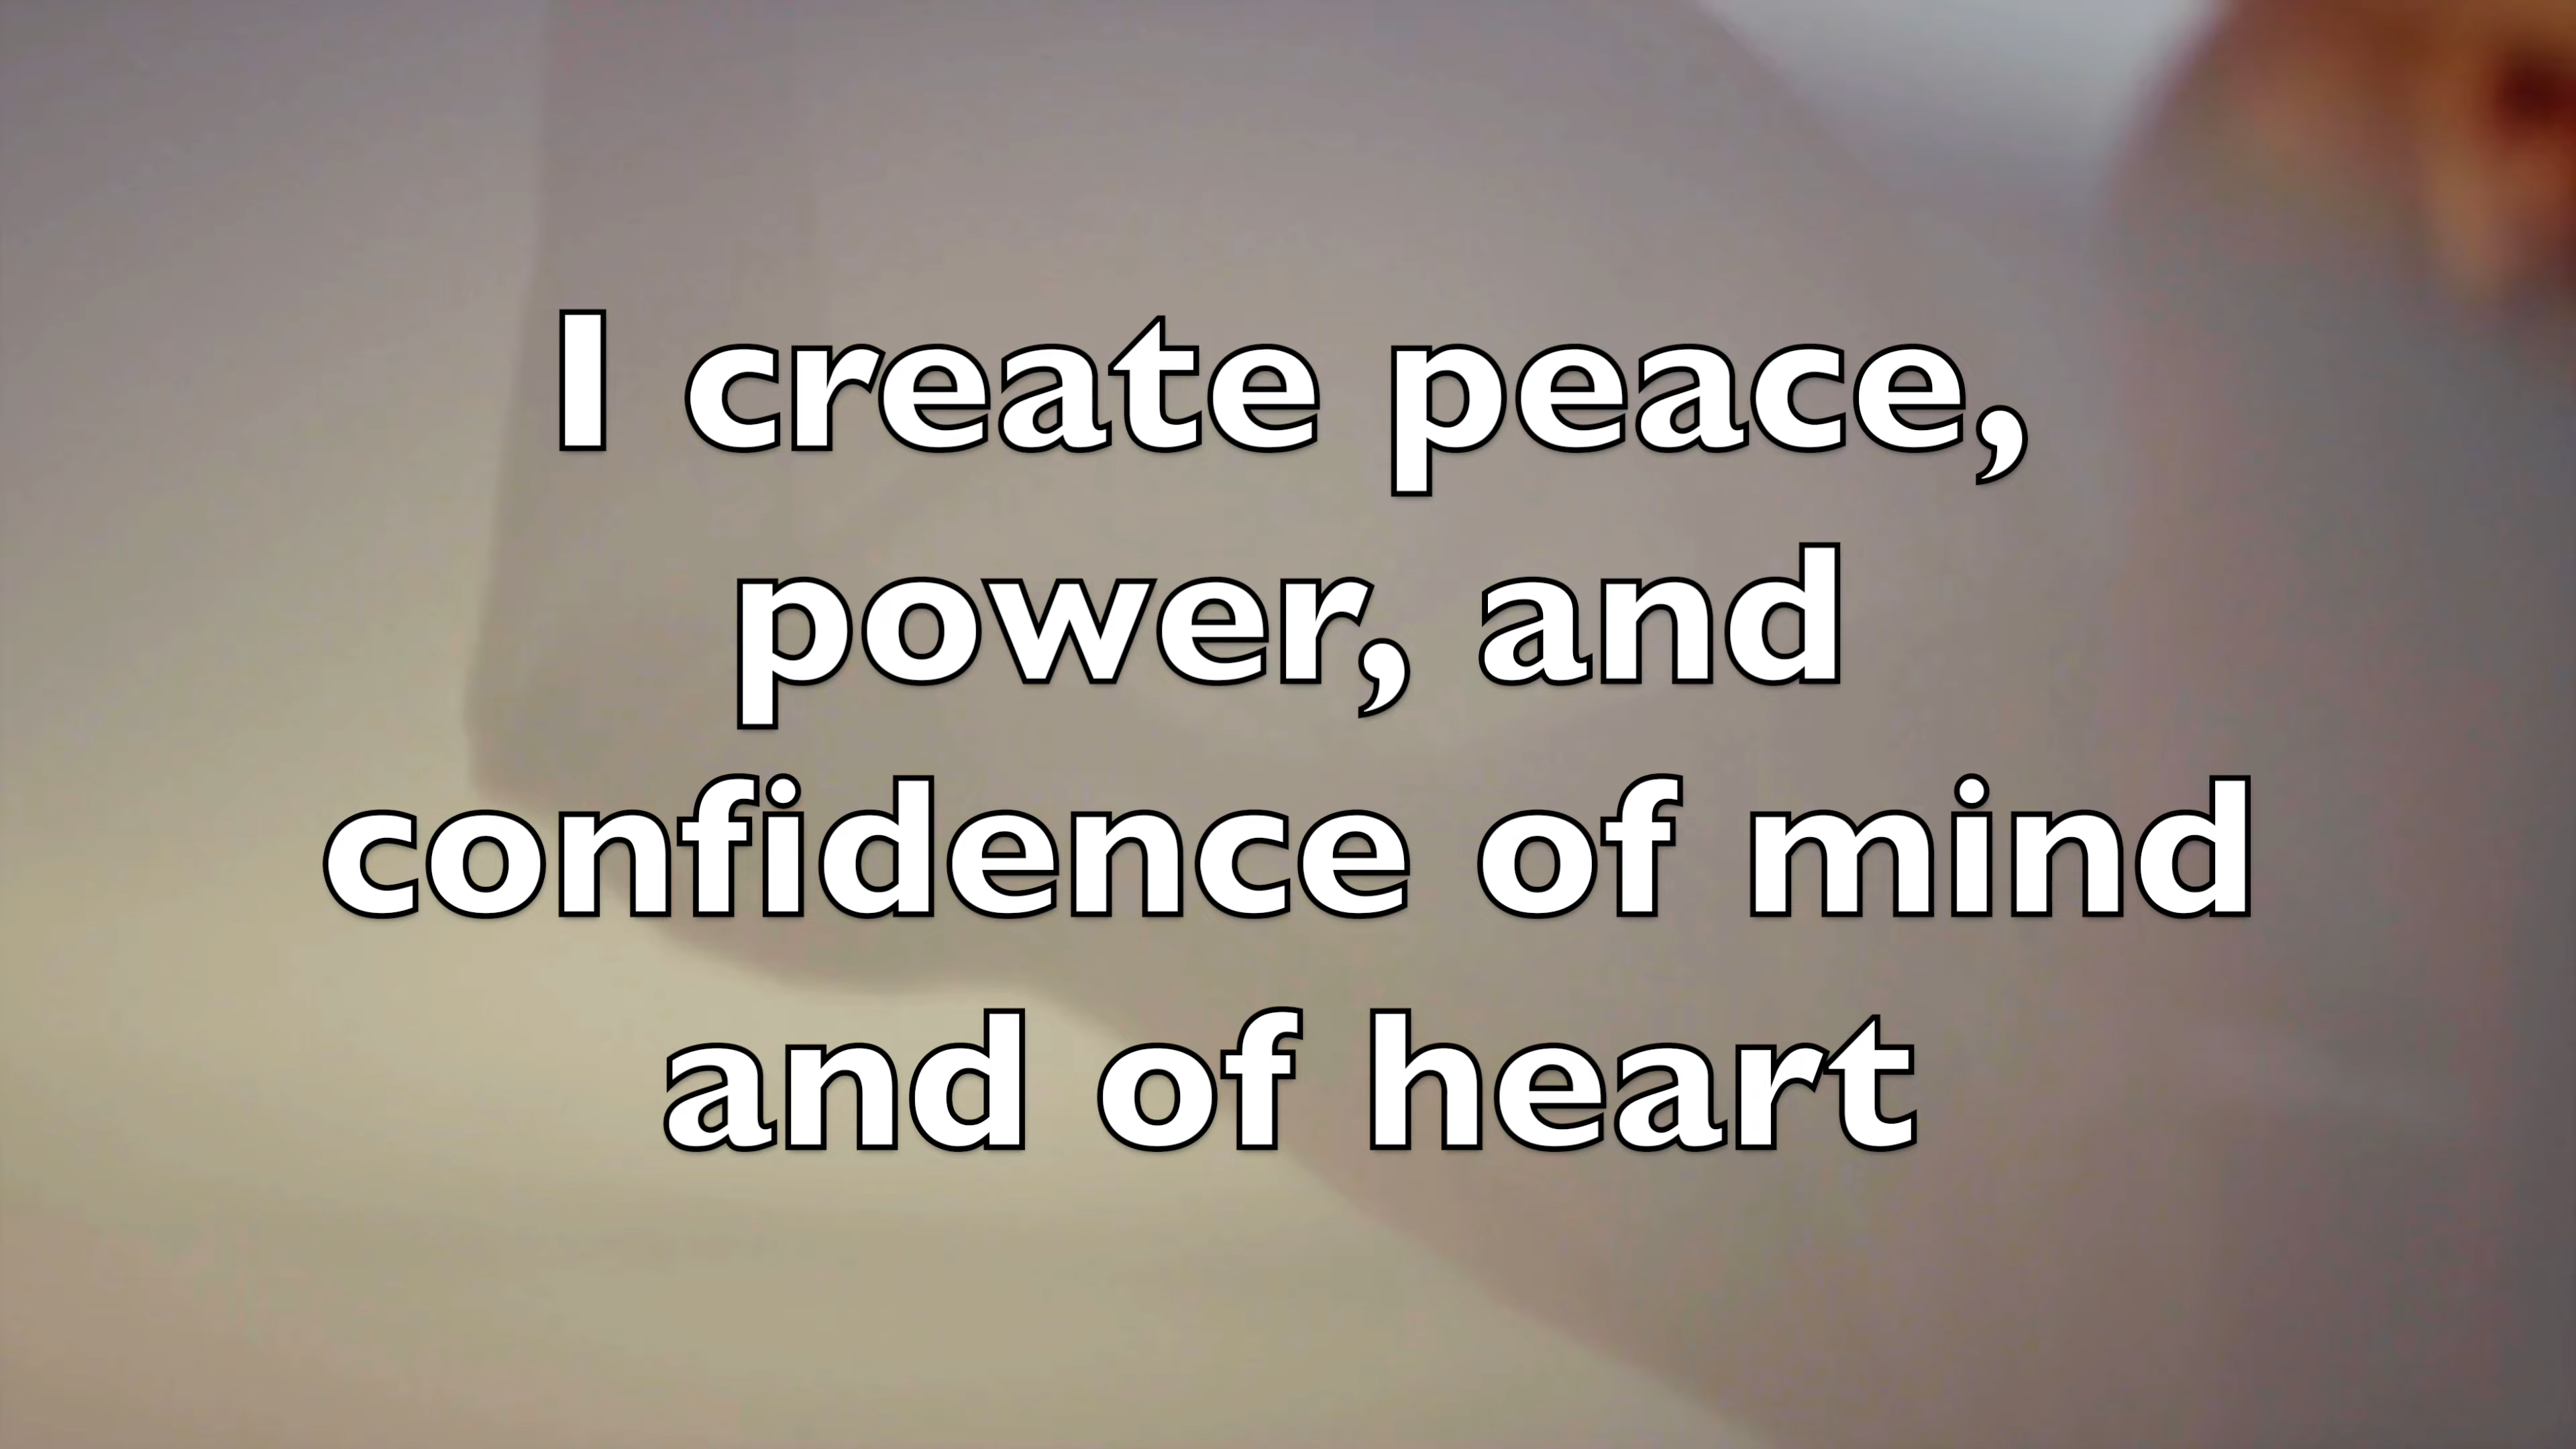 I create peace,
power, and
confidence of mind
and of heart